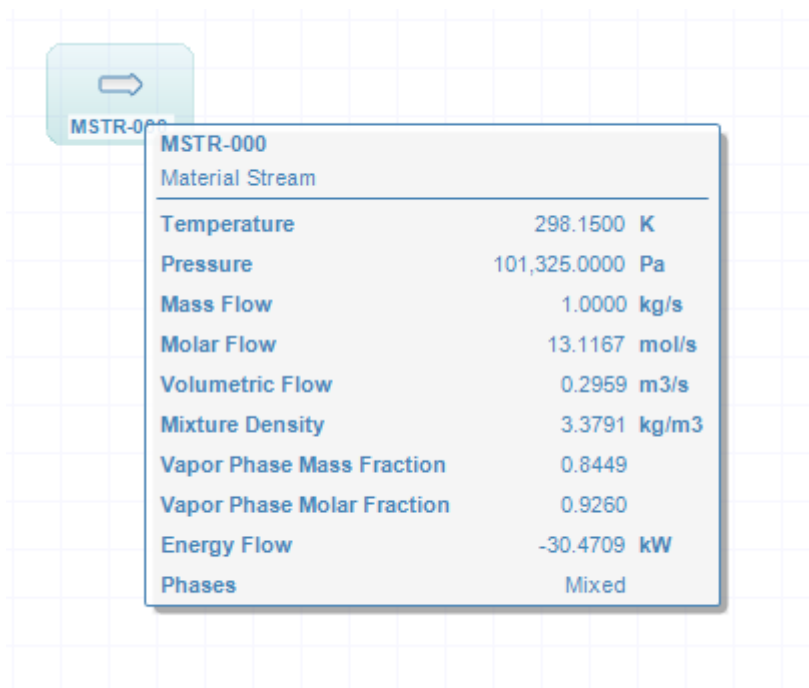 MSTR-000
MSTR-000
Material Stream
Temperature 298.1500 K
Pressure 101,325.0000 Pa
Mass Flow 1.0000 kg/s
Molar Flow 13.1167 mol/s
Volumetric Flow 0.2959 m3/s
Mixture Density 3.3791 kg/m3
Vapor Phase Mass Fraction 0.8449
Vapor Phase Molar Fraction 0.9260
Energy Flow -30.4709 kW
Phases Mixed